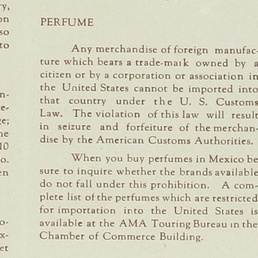 PERFUME
Any merchandise of foreign manufac-
ture which bears a trade-mark owned by a
citizen or by a corporation or association in
the United States cannot be imported into
that country under the U. S. Customs
Law. The violation of this law will result
in seizure and forfeiture of the merchan-
dise by the American Customs Authorities.
When you buy perfumes in Mexico be
sure to inquire whether the brands available
do not fall under this prohibition. A com-
plete list of the perfumes which are restricted
for importation into the United States is
available at the AMA Touring Bureau in the
Chamber of Commerce Building.